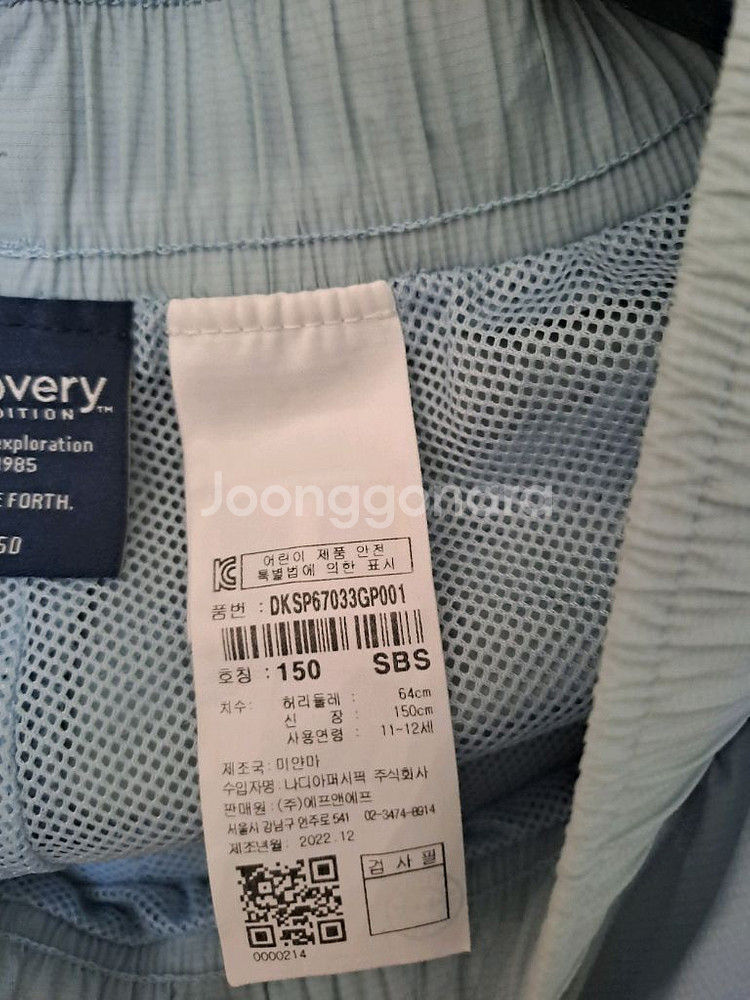 overy™
DITION
exploration
1985
E FORTH.
50
Joonggonara
KC
어린이 제품 안전
특별법에 의한 표시
품번 : DKSP67033GP001
호칭 : 150 SBS
치수 : 허리둘레 : 64cm
신 장 : 150cm
사용연령 : 11-12세
제조국: 미얀마
수입자명: 나디아퍼시픽 주식회사
판매원 : (주)에프앤에프
서울시 강남구 언주로 541 02-3474-8914
제조년월 : 2022.12
검 사 필
0000214